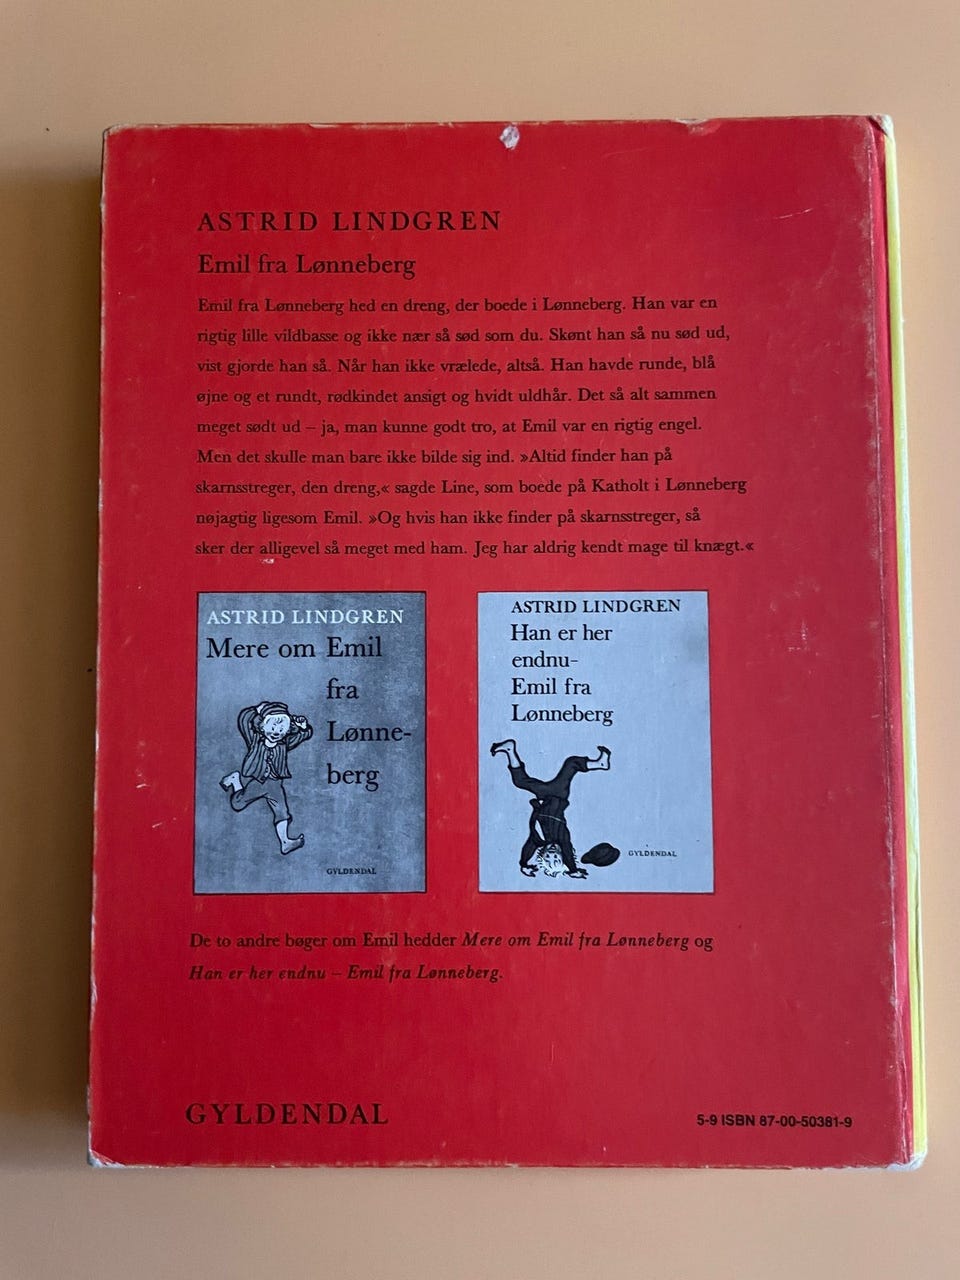 ASTRID LINDGREN
Emil fra Lønneberg
Emil fra Lønneberg hed en dreng, der boede i Lønneberg. Han var en
rigtig lille vildbasse og ikke nær så sød som du. Skønt han så nu sød ud,
vist gjorde han så. Når han ikke vrælede, altså. Han havde runde, blå
øjne og et rundt, rødkindet ansigt og hvidt uldhår. Det så alt sammen
meget sødt ud – ja, man kunne godt tro, at Emil var en rigtig engel.
Men det skulle man bare ikke bilde sig ind. »Altid finder han på
skarnsstreger, den dreng,« sagde Line, som boede på Katholt i Lønneberg
nøjagtig ligesom Emil. »Og hvis han ikke finder på skarnsstreger, så
sker der alligevel så meget med ham. Jeg har aldrig kendt mage til knægt.«
ASTRID LINDGREN
Mere om Emil
fra
Lønne-
berg
GYLDENDAL
ASTRID LINDGREN
Han er her
endnu-
Emil fra
Lønneberg
GYLDENDAL
De to andre bøger om Emil hedder Mere om Emil fra Lønneberg og
Han er her endnu – Emil fra Lønneberg.
GYLDENDAL
5-9 ISBN 87-00-50381-9